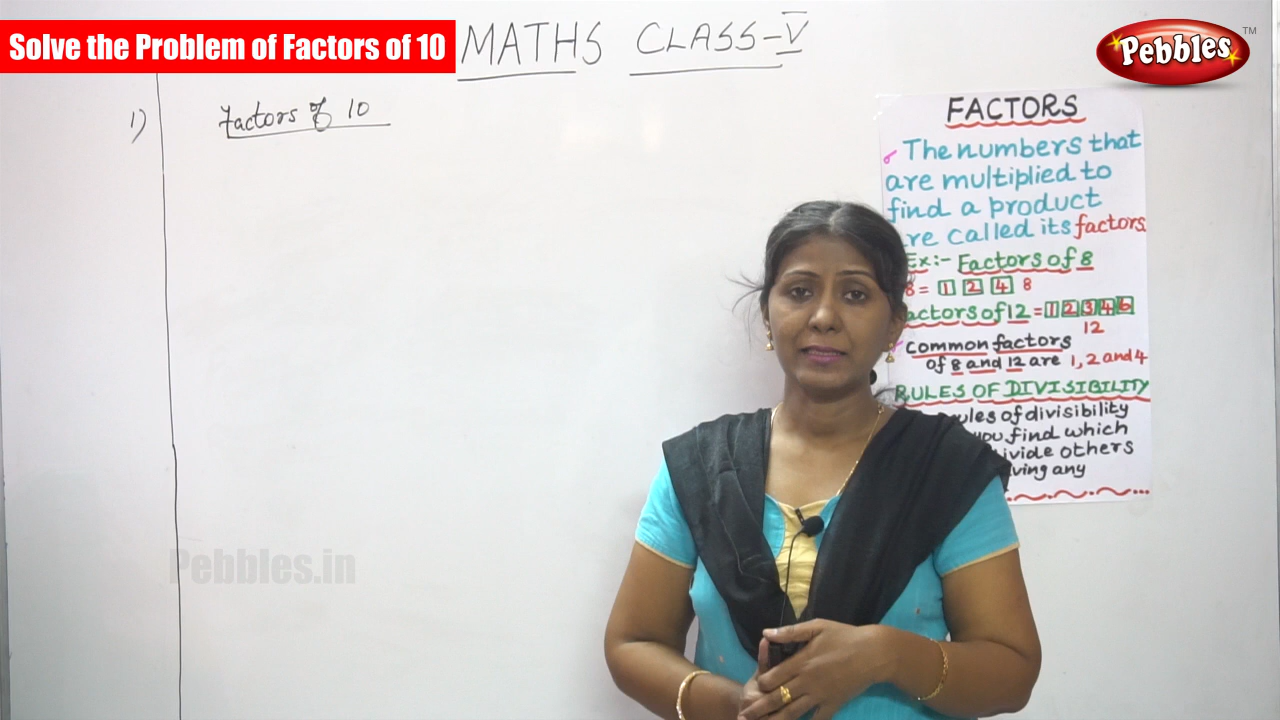 Solve the Problem of Factors of 10
MATHS CLASS-V
Pebbles TM
1) Factors of 10
FACTORS
The numbers that
are multiplied to
find a product
are called its factors
Ex:- Factors of 8
8 = 1 2 4 8
Factors of 12 = 1 2 3 4 6
12
Common factors
of 8 and 12 are 1, 2 and 4
RULES OF DIVISIBILITY
rules of divisibility
you find which
divide others
any
Pebbles.in